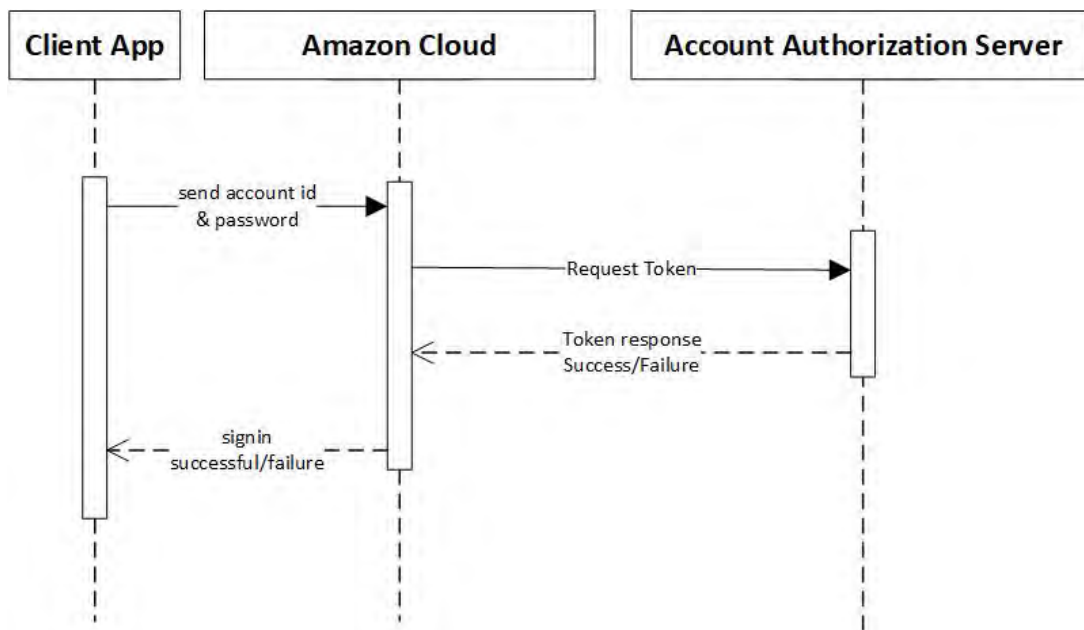 Client App
Amazon Cloud
Account Authorization Server
send account id
& password
Request Token
Token response
Success/Failure
signin
successful/failure